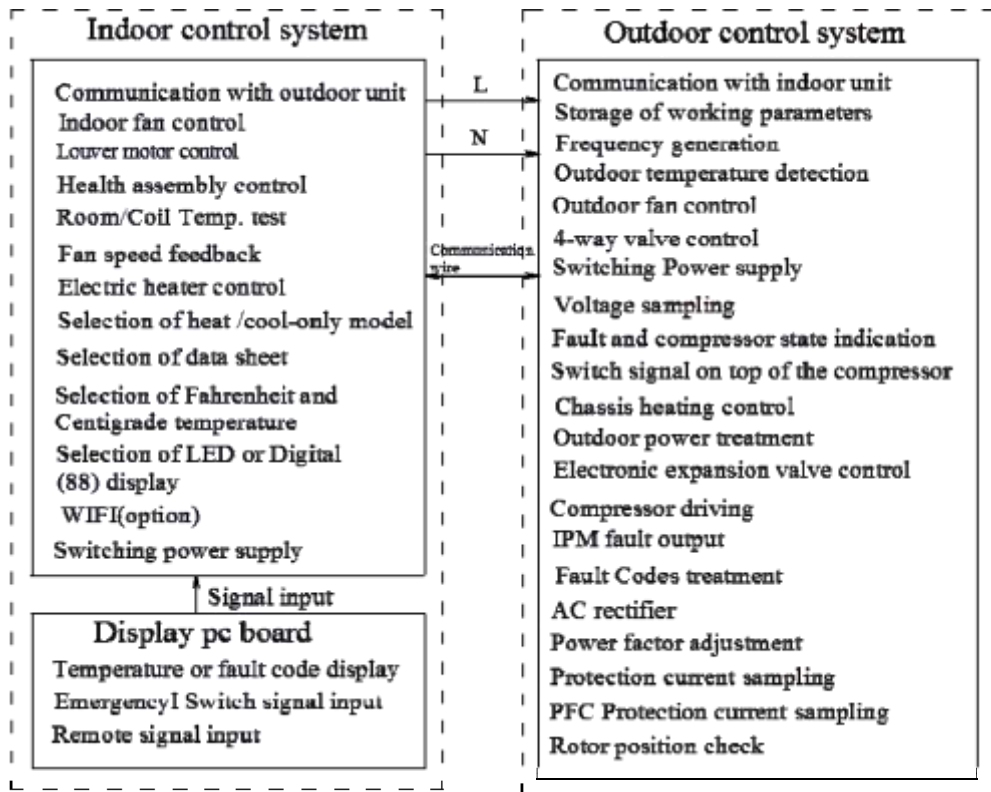 Indoor control system
Communication with outdoor unit
Indoor fan control
Louver motor control
Health assembly control
Room/Coil Temp. test
Fan speed feedback
Electric heater control
Selection of heat /cool-only model
Selection of data sheet
Selection of Fahrenheit and
Centigrade temperature
Selection of LED or Digital
(88) display
WIFI(option)
Switching power supply
Signal input
Display pc board
Temperature or fault code display
EmergencyI Switch signal input
Remote signal input
L
N
Communication
wire
Outdoor control system
Communication with indoor unit
Storage of working parameters
Frequency generation
Outdoor temperature detection
Outdoor fan control
4-way valve control
Switching Power supply
Voltage sampling
Fault and compressor state indication
Switch signal on top of the compressor
Chassis heating control
Outdoor power treatment
Electronic expansion valve control
Compressor driving
IPM fault output
Fault Codes treatment
AC rectifier
Power factor adjustment
Protection current sampling
PFC Protection current sampling
Rotor position check